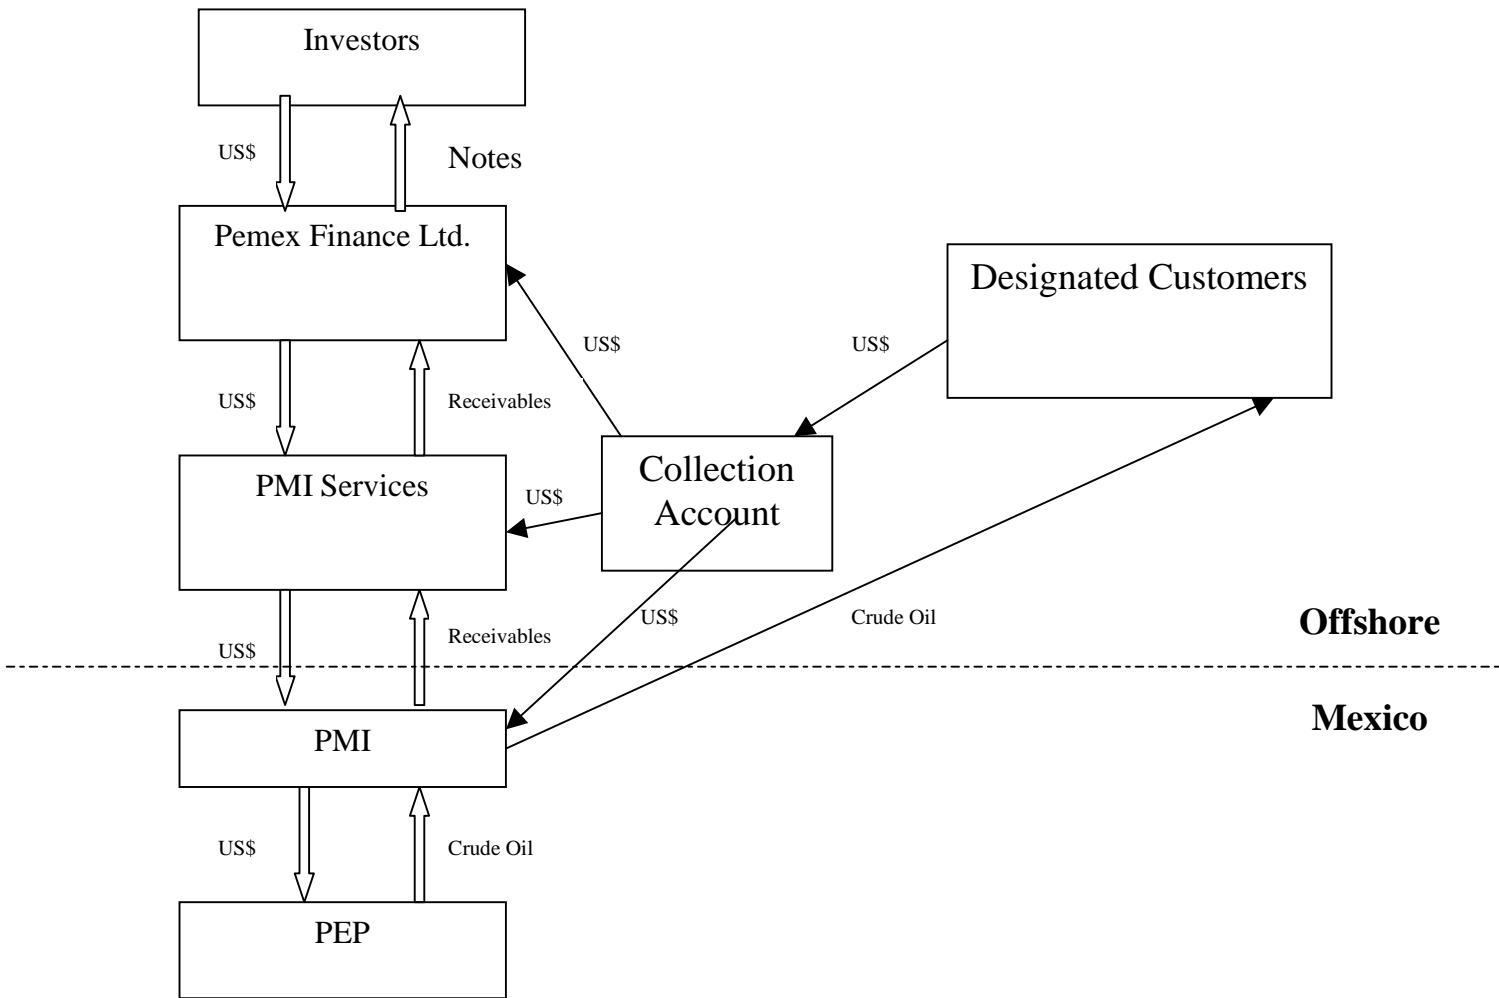 Investors
US$
Notes
Pemex Finance Ltd.
Designated Customers
US$
US$
US$
Receivables
PMI Services
Collection
Account
US$
US$
Crude Oil
Offshore
Receivables
US$
Mexico
PMI
US$
Crude Oil
PEP